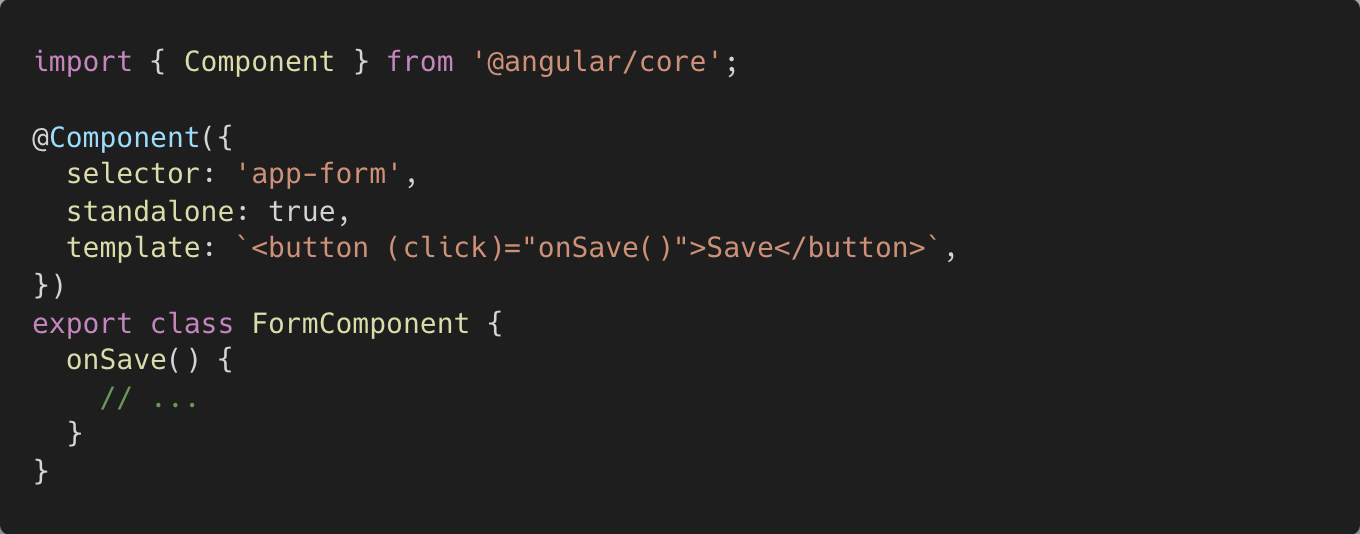 import { Component } from '@angular/core';

@Component({
  selector: 'app-form',
  standalone: true,
  template: `<button (click)="onSave()">Save</button>`,
})
export class FormComponent {
  onSave() {
    // ...
  }
}